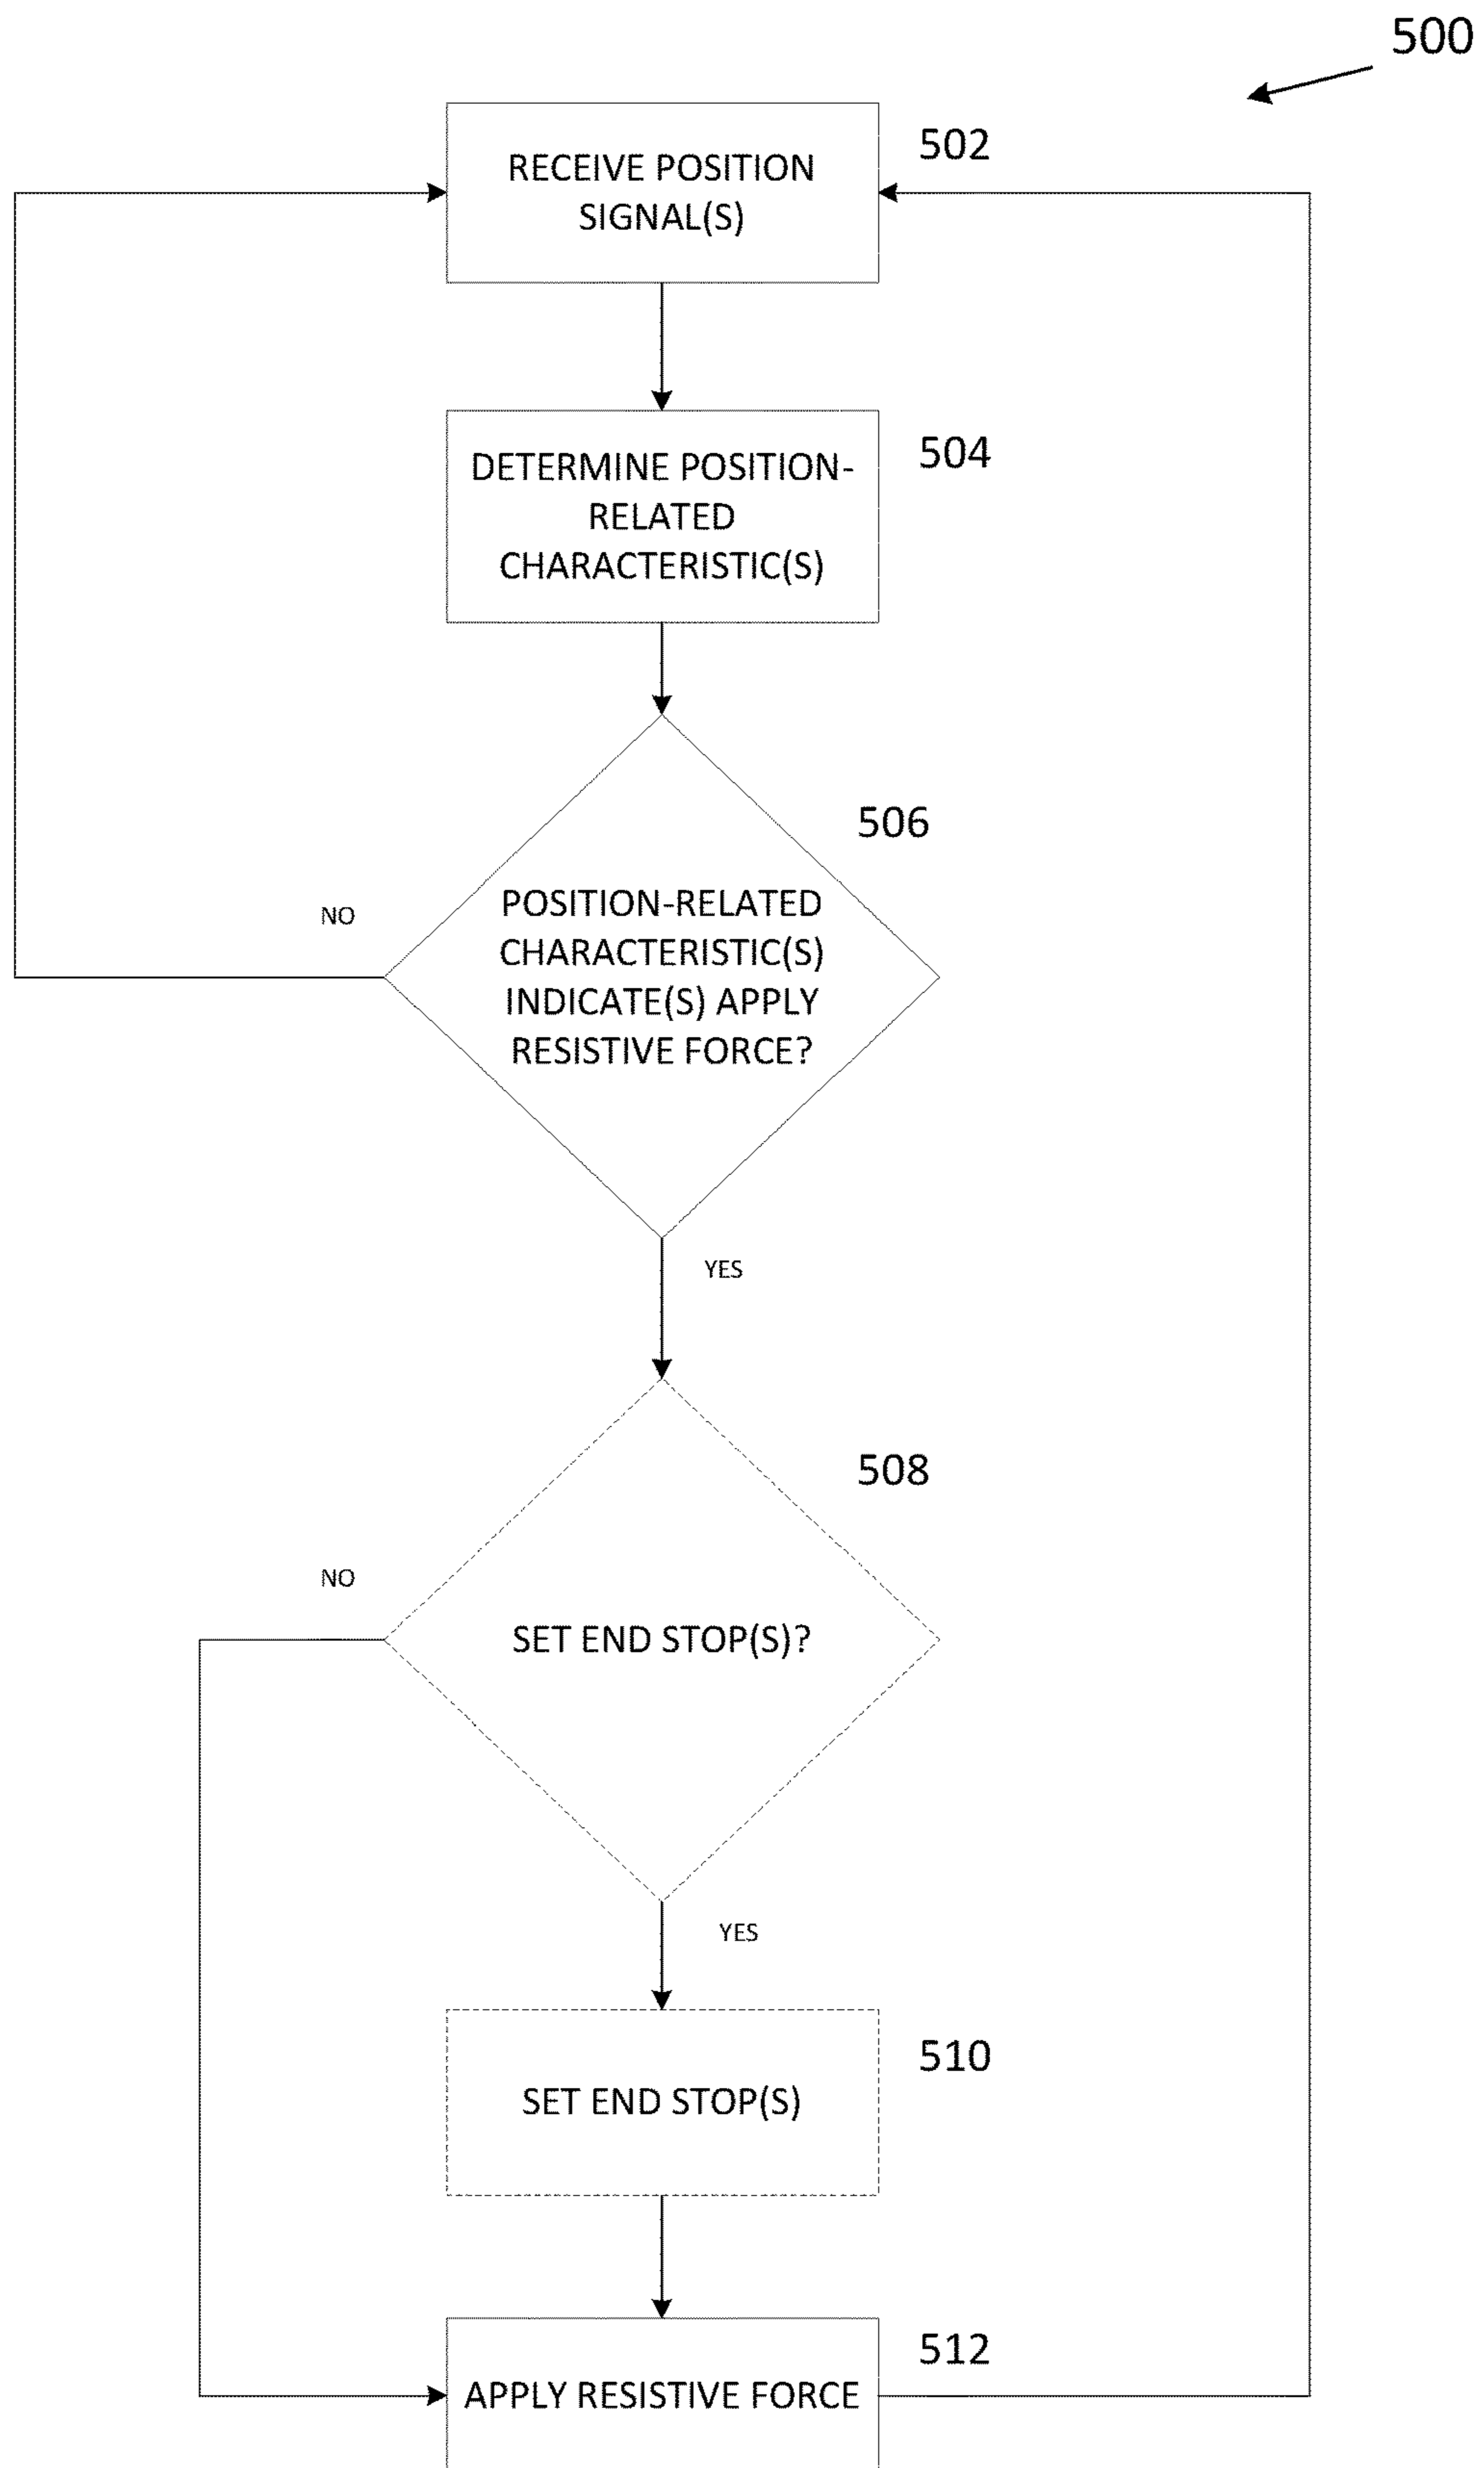 500
RECEIVE POSITION
SIGNAL(S)
502
DETERMINE POSITION-
RELATED
CHARACTERISTIC(S)
504
506
POSITION-RELATED
CHARACTERISTIC(S)
INDICATE(S) APPLY
RESISTIVE FORCE?
NO
YES
508
SET END STOP(S)?
NO
YES
510
SET END STOP(S)
512
APPLY RESISTIVE FORCE